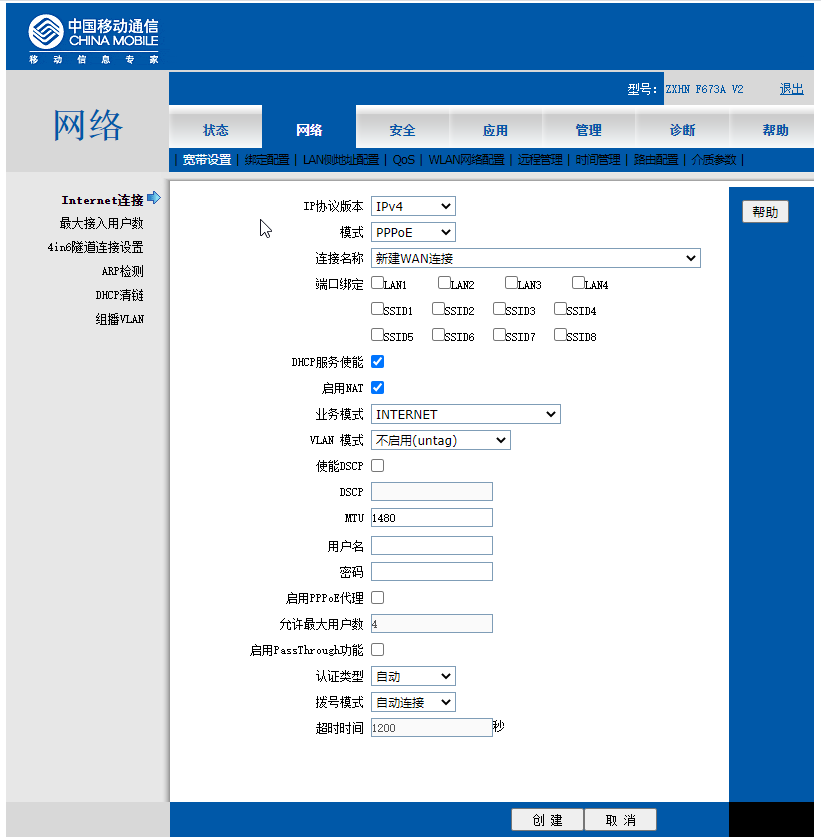 中国移动通信
CHINA MOBILE
移动信息专家
型号: ZXHN F673A V2 退出
网络
状态 网络 安全 应用 管理 诊断 帮助
| 宽带设置 | 绑定配置 | LAN侧地址配置 | QoS | WLAN网络配置 | 远程管理 | 时间管理 | 路由配置 | 介质参数 |
Internet连接
最大接入用户数
4in6隧道连接设置
ARP检测
DHCP清链
组播VLAN
IP协议版本 IPv4
模式 PPPoE
连接名称 新建WAN连接
端口绑定 LAN1 LAN2 LAN3 LAN4
SSID1 SSID2 SSID3 SSID4
SSID5 SSID6 SSID7 SSID8
DHCP服务使能
启用NAT
业务模式 INTERNET
VLAN 模式 不启用(untag)
使能DSCP
DSCP
MTU 1480
用户名
密码
启用PPPoE代理
允许最大用户数 4
启用PassThrough功能
认证类型 自动
拨号模式 自动连接
超时时间 1200 秒
帮助
创建 取消